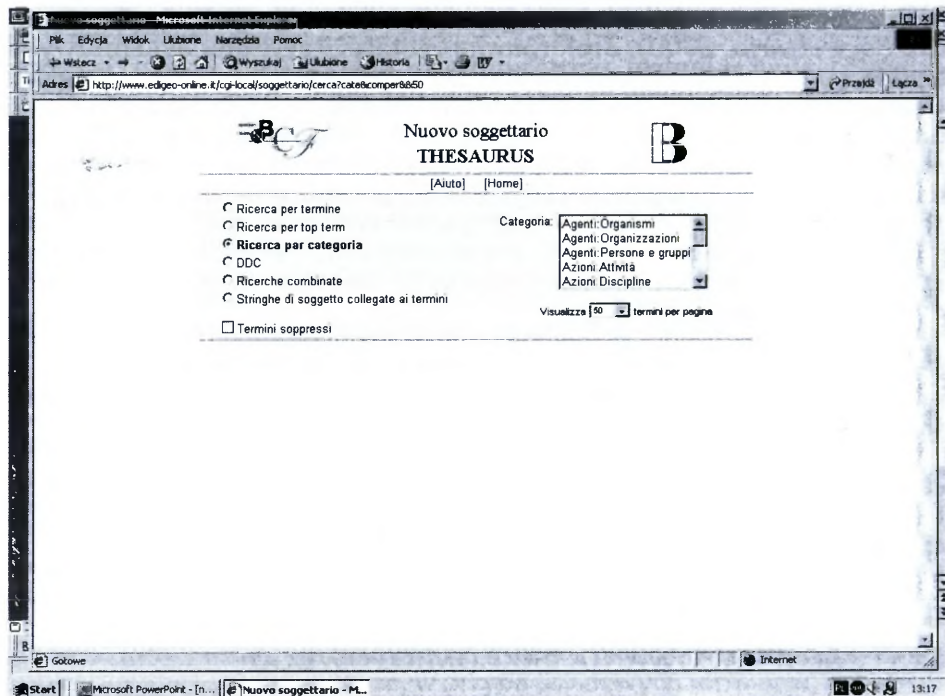 Nuovo soggettario - Microsoft Internet Explorer
Plik Edycja Widok Ulubione Narzędzia Pomoc
Wstecz Wyszukaj Ulubione Historia
Adres http://www.edigeo-online.it/cgi-local/soggettario/cerca?cate&comper&&50 Przejdź Łącza »
Nuovo soggettario
THESAURUS
[Aiuto] [Home]
Ricerca per termine
Ricerca per top term
Ricerca par categoria
DDC
Ricerche combinate
Stringhe di soggetto collegate ai termini
Termini soppressi
Categoria:
Agenti:Organismi
Agenti:Organizzazioni
Agenti:Persone e gruppi
Azioni:Attività
Azioni:Discipline
Visualizza 50 termini per pagina
Gotowe Internet
Start Microsoft PowerPoint - [n... Nuovo soggettario - M... 13:17